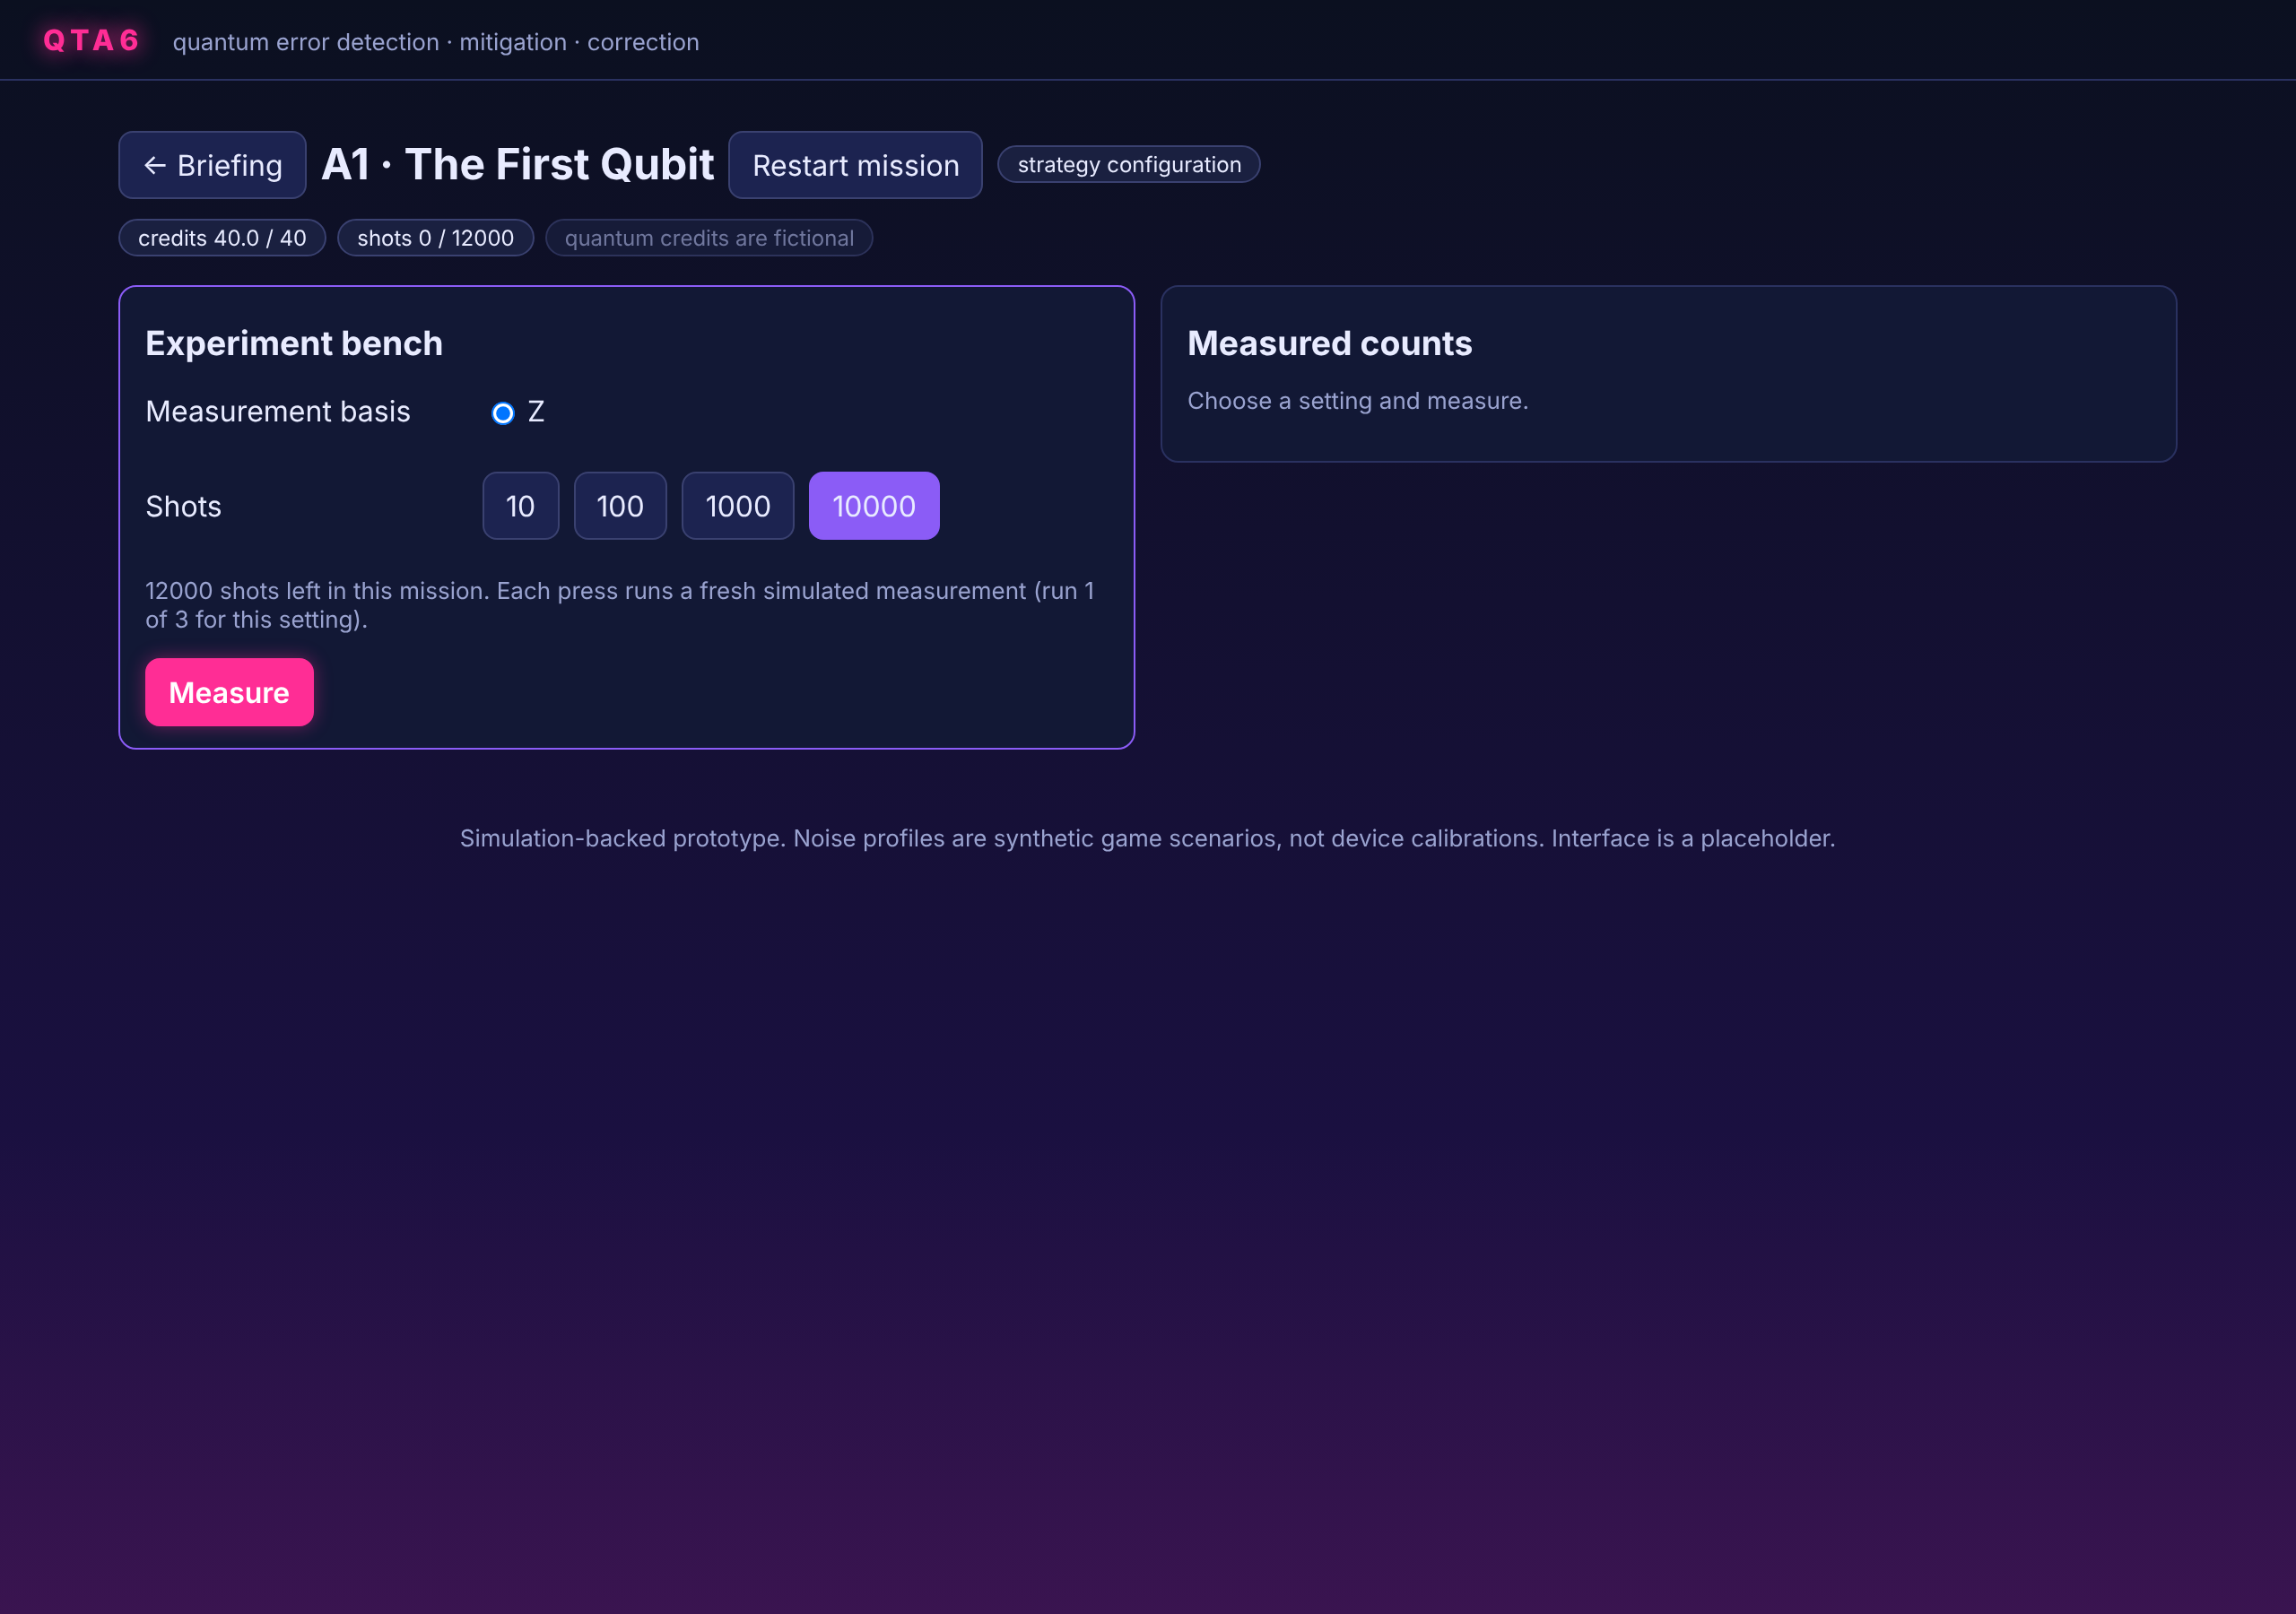 QTA6 quantum error detection · mitigation · correction
← Briefing A1 · The First Qubit Restart mission strategy configuration
credits 40.0 / 40 shots 0 / 12000 quantum credits are fictional
Experiment bench
Measurement basis Z
Shots 10 100 1000 10000
12000 shots left in this mission. Each press runs a fresh simulated measurement (run 1
of 3 for this setting).
Measure
Measured counts
Choose a setting and measure.
Simulation-backed prototype. Noise profiles are synthetic game scenarios, not device calibrations. Interface is a placeholder.